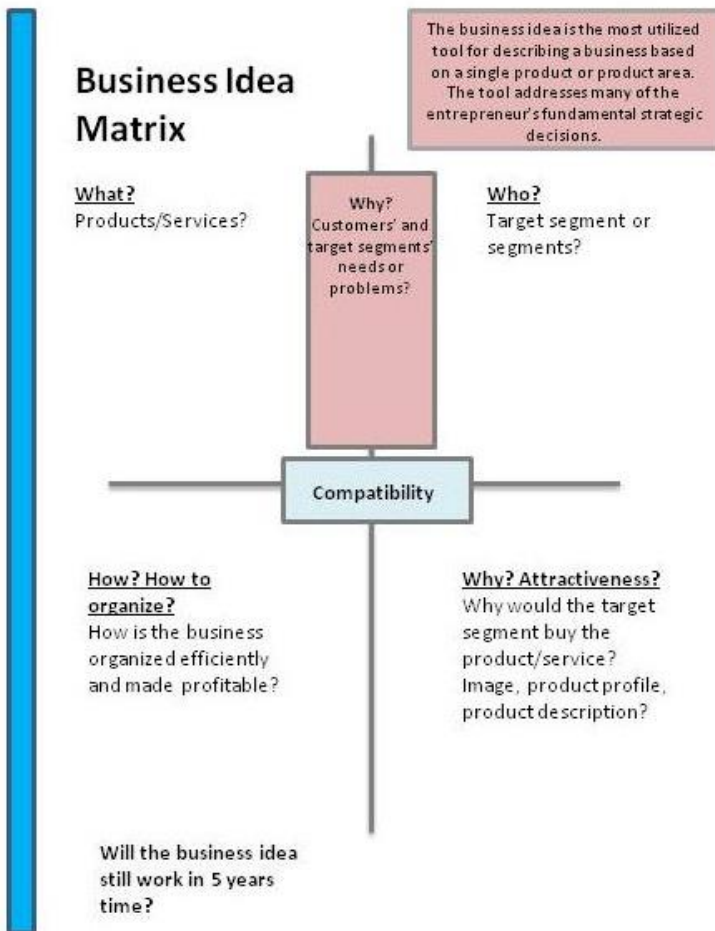 Business Idea
Matrix
The business idea is the most utilized
tool for describing a business based
on a single product or product area.
The tool addresses many of the
entrepreneur's fundamental strategic
decisions.
What?
Products/Services?
Why?
Customers' and
target segments'
needs or
problems?
Who?
Target segment or
segments?
Compatibility
How? How to
organize?
How is the business
organized efficiently
and made profitable?
Why? Attractiveness?
Why would the target
segment buy the
product/service?
Image, product profile,
product description?
Will the business idea
still work in 5 years
time?